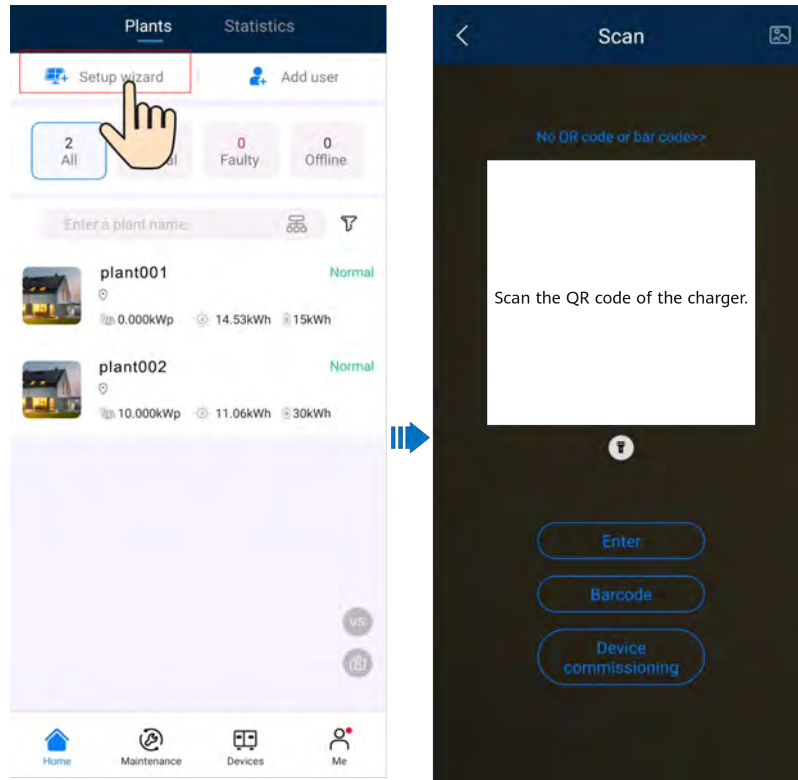 Plants
Statistics
Setup wizard
Add user
2
0
0
All
Faulty
Offline
Enter a plant name
plant001
Normal
0.000kWp
14.53kWh
15kWh
plant002
Normal
10.000kWp
11.06kWh
30kWh
VS
Home
Maintenance
Devices
Me
Scan
No QR code or bar code>>
Scan the QR code of the charger.
Enter
Barcode
Device
commissioning